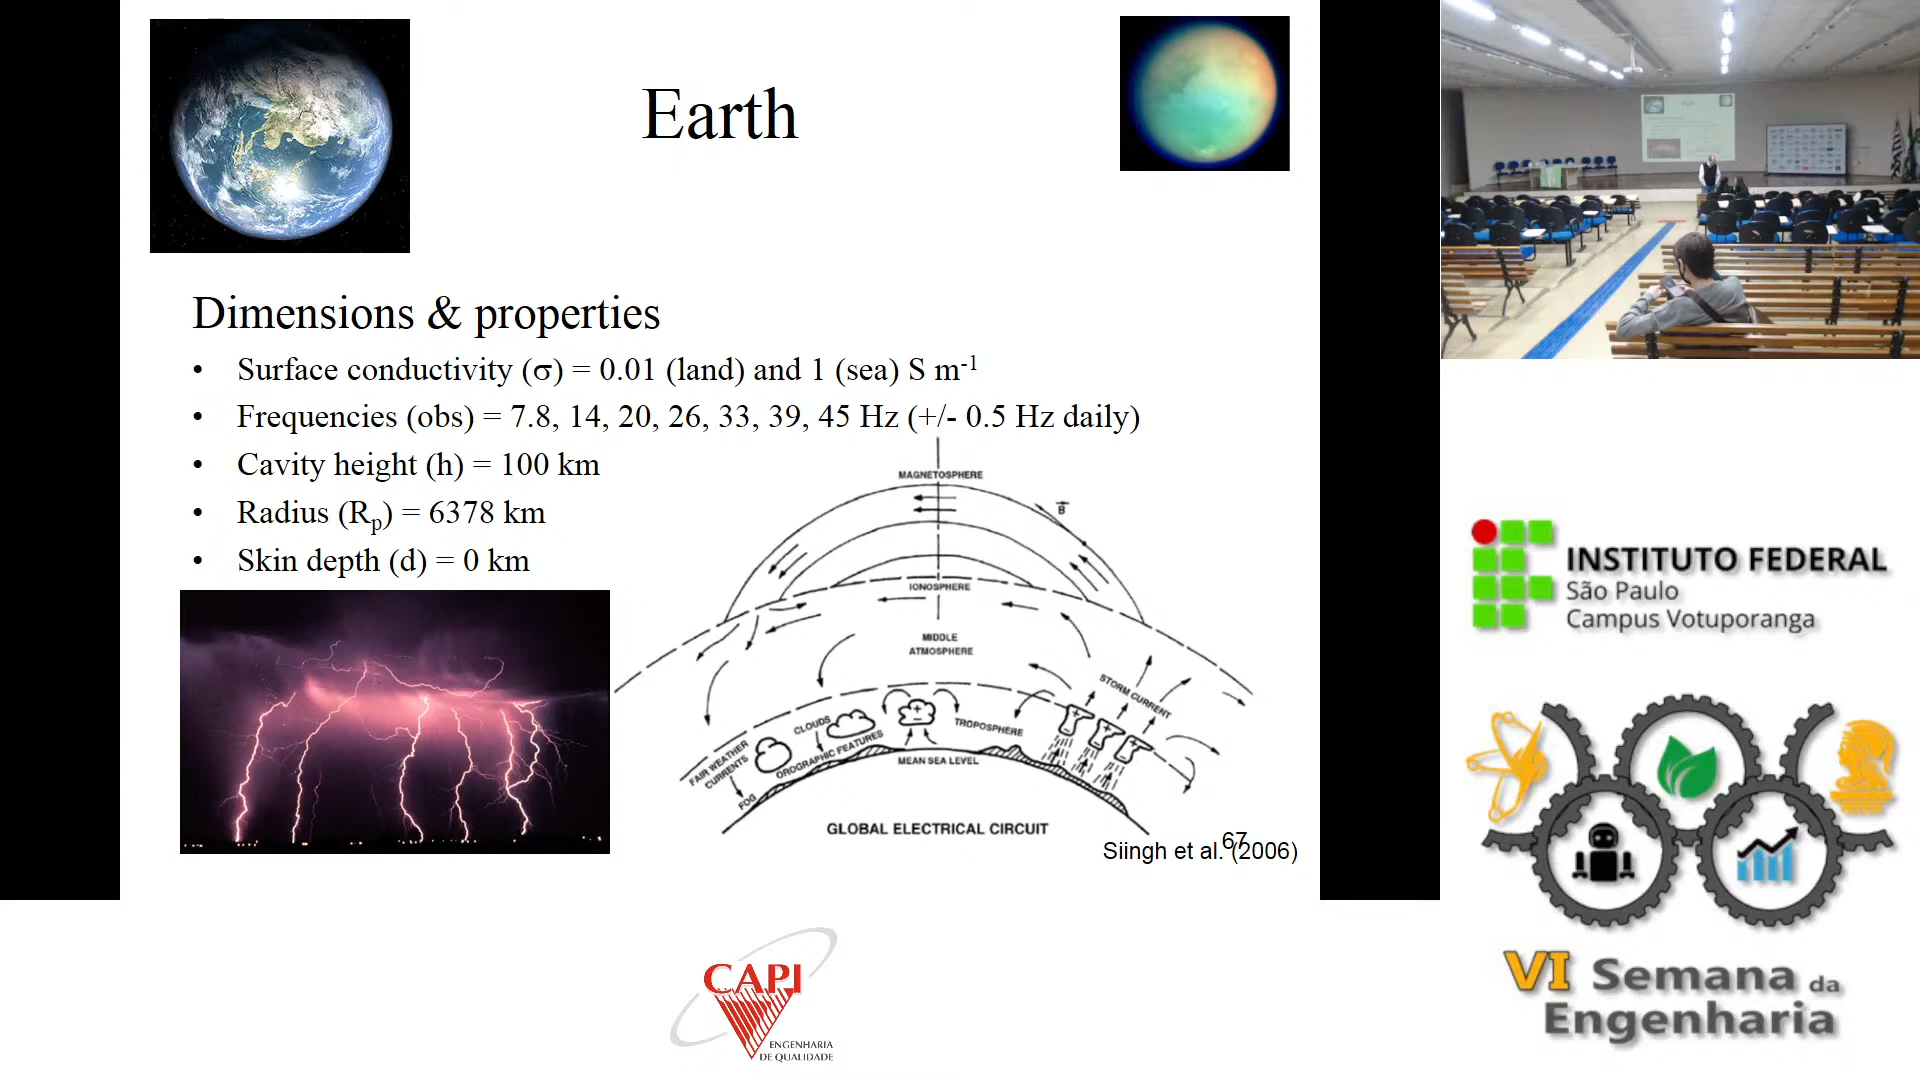 Earth
Dimensions & properties
• Surface conductivity (σ) = 0.01 (land) and 1 (sea) S m-1
• Frequencies (obs) = 7.8, 14, 20, 26, 33, 39, 45 Hz (+/- 0.5 Hz daily)
• Cavity height (h) = 100 km
• Radius (Rp) = 6378 km
• Skin depth (d) = 0 km
MAGNETOSPHERE
B
IONOSPHERE
MIDDLE
ATMOSPHERE
STORM CURRENT
CLOUDS
TROPOSPHERE
OROGRAPHIC FEATURES
FAIR WEATHER
CURRENTS
MEAN SEA LEVEL
FOG
GLOBAL ELECTRICAL CIRCUIT
67
Siingh et al. (2006)
INSTITUTO FEDERAL
São Paulo
Campus Votuporanga
VI Semana da
Engenharia
CAPI
ENGENHARIA
DE QUALIDADE